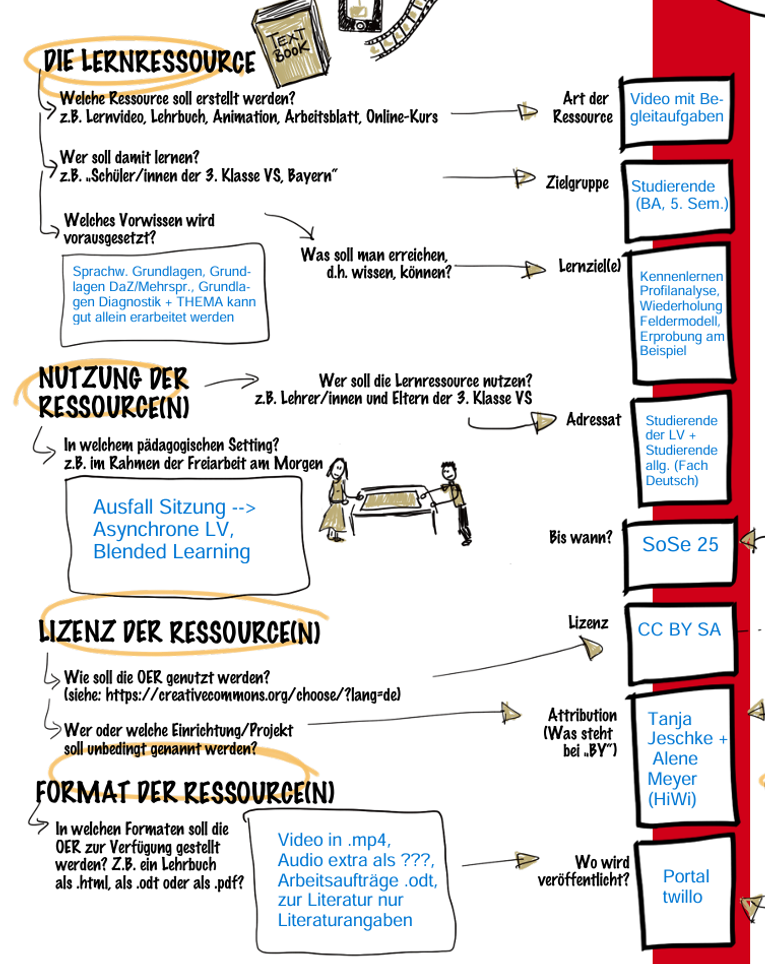 TEXT
BOOK
DIE LERNRESSOURCE
Welche Ressource soll erstellt werden?
z.B. Lernvideo, Lehrbuch, Animation, Arbeitsblatt, Online-Kurs
Art der
Ressource
Video mit Be-
gleitaufgaben
Wer soll damit lernen?
z.B. „Schüler/innen der 3. Klasse VS, Bayern“
Zielgruppe
Studierende
(BA, 5. Sem.)
Welches Vorwissen wird
vorausgesetzt?
Sprachw. Grundlagen, Grund-
lagen DaZ/Mehrspr., Grundla-
gen Diagnostik + THEMA kann
gut allein erarbeitet werden
Was soll man erreichen,
d.h. wissen, können?
Lernziel(e)
Kennenlernen
Profilanalyse,
Wiederholung
Feldermodell,
Erprobung am
Beispiel
NUTZUNG DER
RESSOURCE(N)
Wer soll die Lernressource nutzen?
z.B. Lehrer/innen und Eltern der 3. Klasse VS
Adressat
Studierende
der LV +
Studierende
allg. (Fach
Deutsch)
In welchem pädagogischen Setting?
z.B. im Rahmen der Freiarbeit am Morgen
Ausfall Sitzung -->
Asynchrone LV,
Blended Learning
Bis wann?
SoSe 25
LIZENZ DER RESSOURCE(N)
Lizenz
CC BY SA
Wie soll die OER genutzt werden?
(siehe: https://creativecommons.org/choose/?lang=de)
Wer oder welche Einrichtung/Projekt
soll unbedingt genannt werden?
Attribution
(Was steht
bei „BY“)
Tanja
Jeschke +
Alene
Meyer
(HiWi)
FORMAT DER RESSOURCE(N)
In welchen Formaten soll die
OER zur Verfügung gestellt
werden? Z.B. ein Lehrbuch
als .html, als .odt oder als .pdf?
Video in .mp4,
Audio extra als ???,
Arbeitsaufträge .odt,
zur Literatur nur
Literaturangaben
Wo wird
veröffentlicht?
Portal
twillo